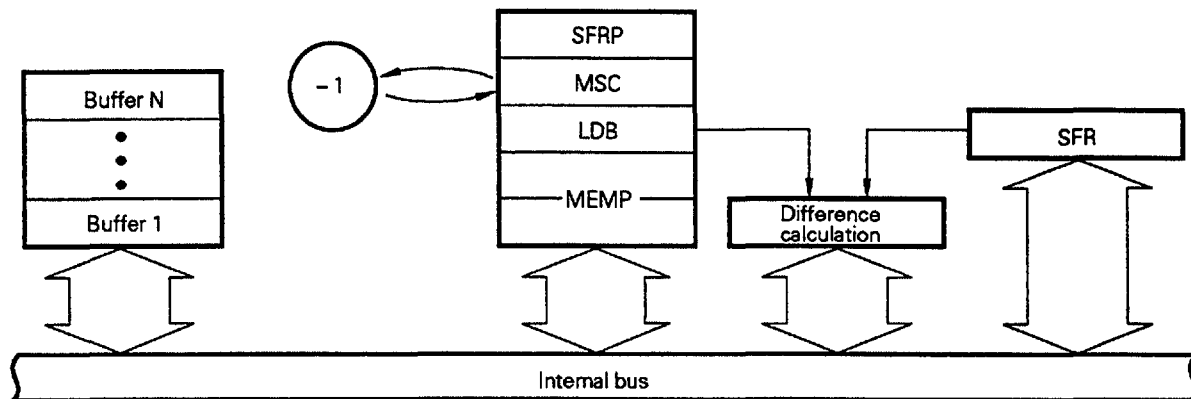 Buffer N
Buffer 1
– 1
SFRP
MSC
LDB
MEMP
Difference
calculation
SFR
Internal bus